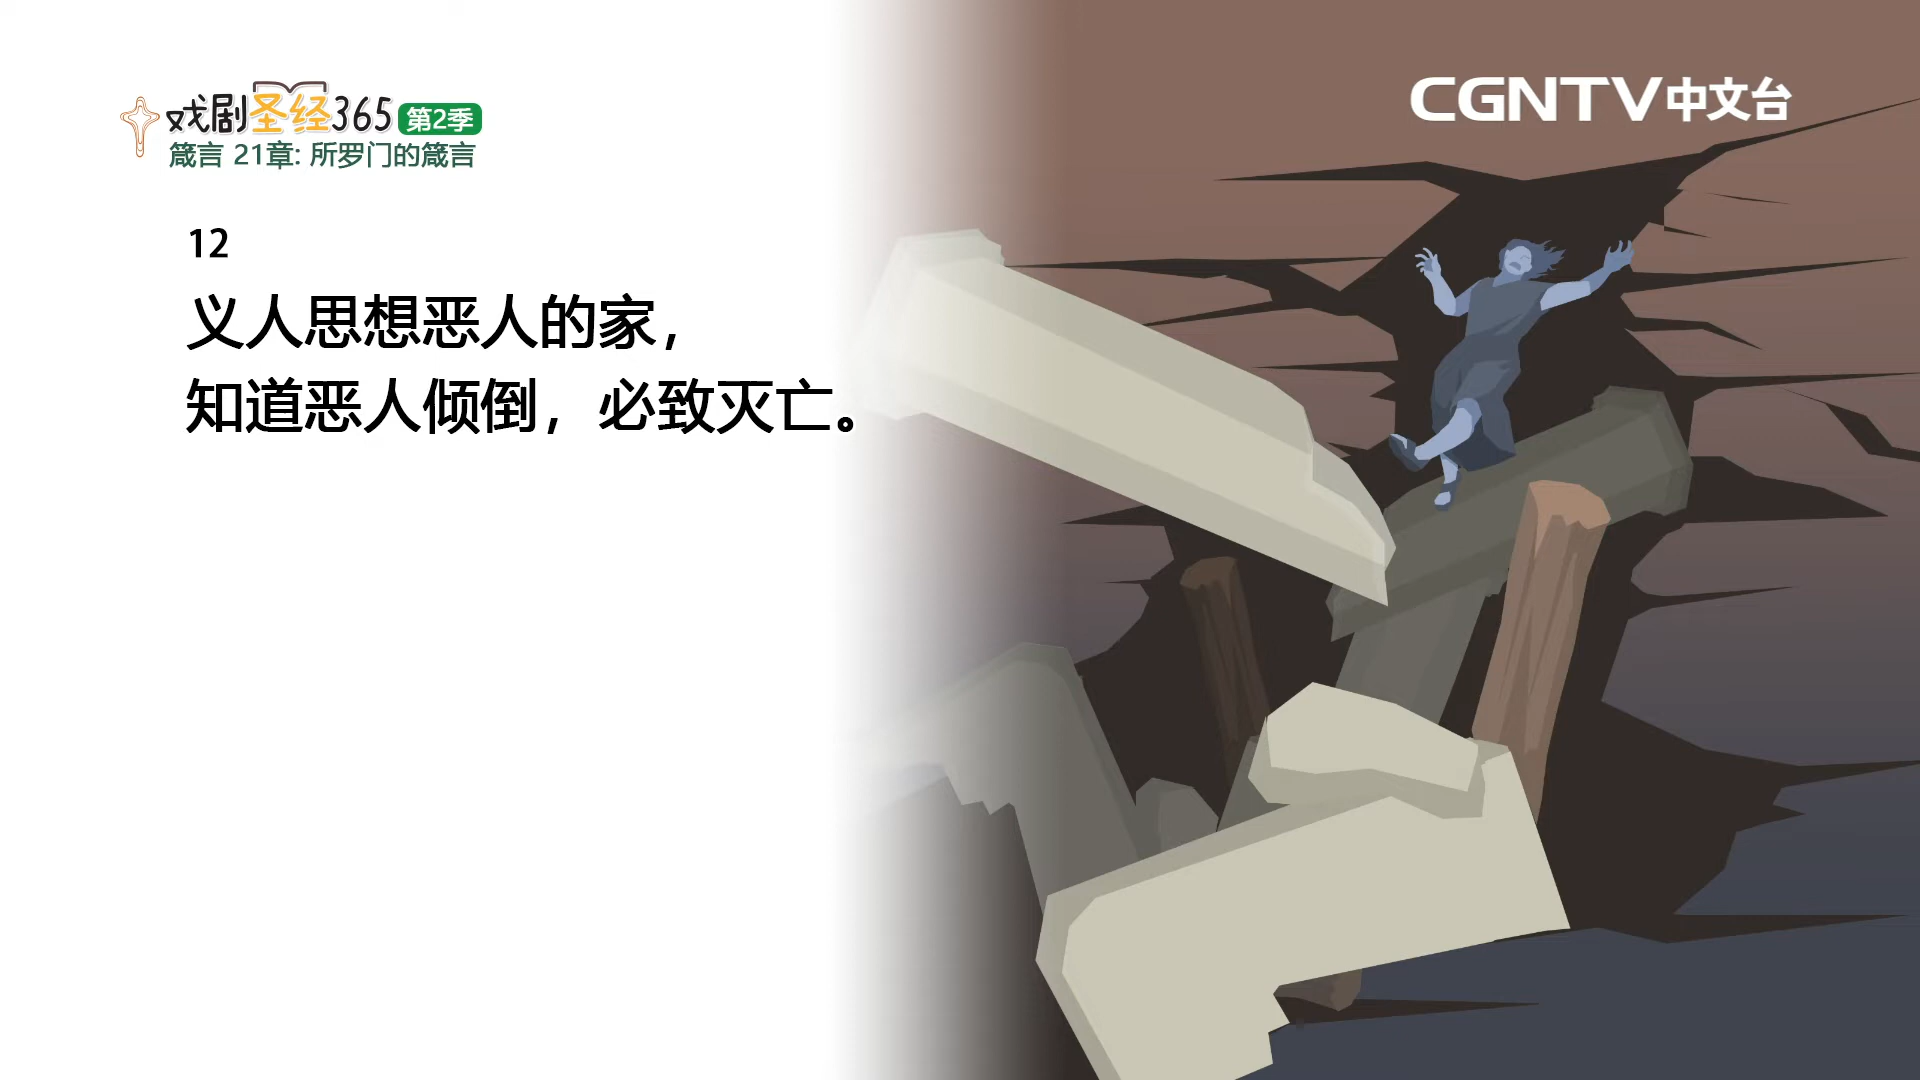 戏剧圣经365 第2季
箴言 21章: 所罗门的箴言
CGNTV中文台
12
义人思想恶人的家，
知道恶人倾倒，必致灭亡。